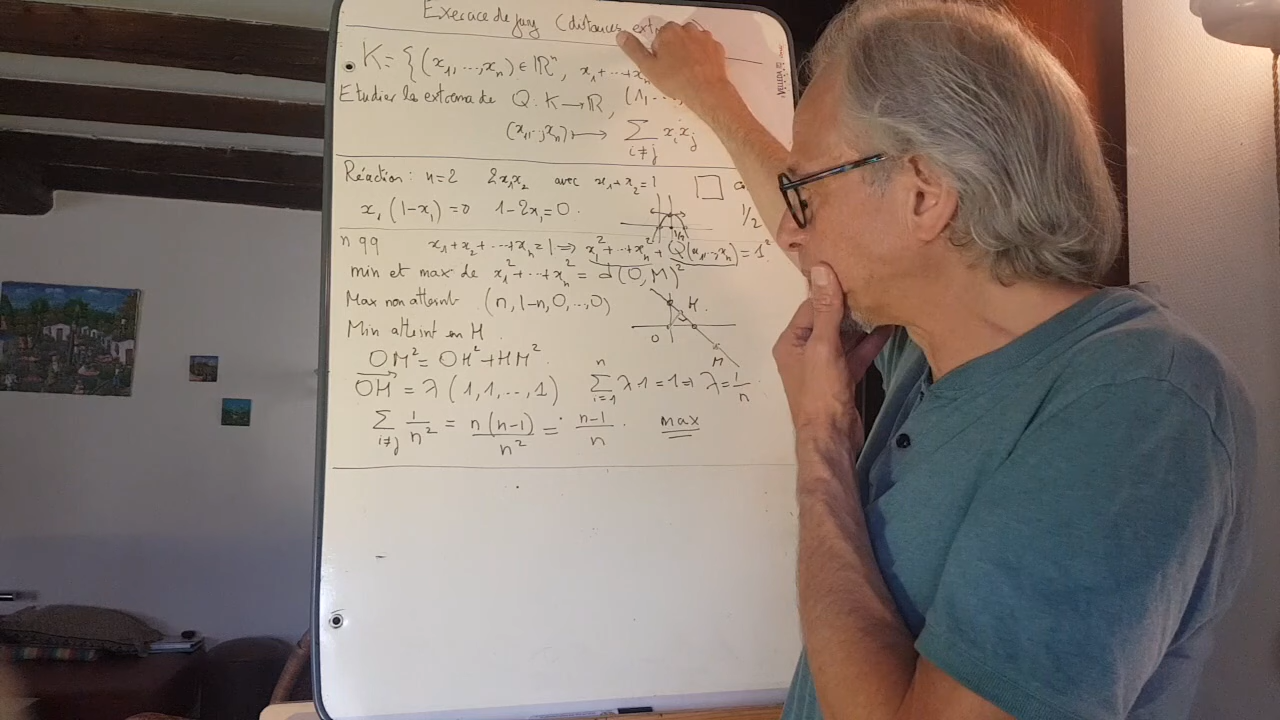 Exercice de jury (distances, ext
K = { (x₁, ..., xₙ) ∈ ℝⁿ, x₁ + ... + xₙ
Etudier les extrema de Q : K → ℝ, (1, ...,
(x₁, .., xₙ) ⟼ ∑_{i≠j} xᵢ xⱼ
Réaction : n=2 2x₁x₂ avec x₁ + x₂ = 1
x₁ (1-x₁) = 0 1-2x₁ = 0. 1/2
n qq x₁ + x₂ + ... + xₙ = 1 ⇒ x₁² + ... + xₙ² + Q(x₁, .., xₙ) = 1²
min et max de x₁² + ... + xₙ² = d(O, M)²
Max non atteint (n, 1-n, 0, ..., 0) H.
Min atteint en H. O
OM² = OH² + HM². M
OH = λ (1, 1, ..., 1) ∑_{i=1}^{n} λ·1 = 1 ⇒ λ = 1/n.
∑_{i≠j} 1/n² = n(n-1)/n² = n-1/n . max